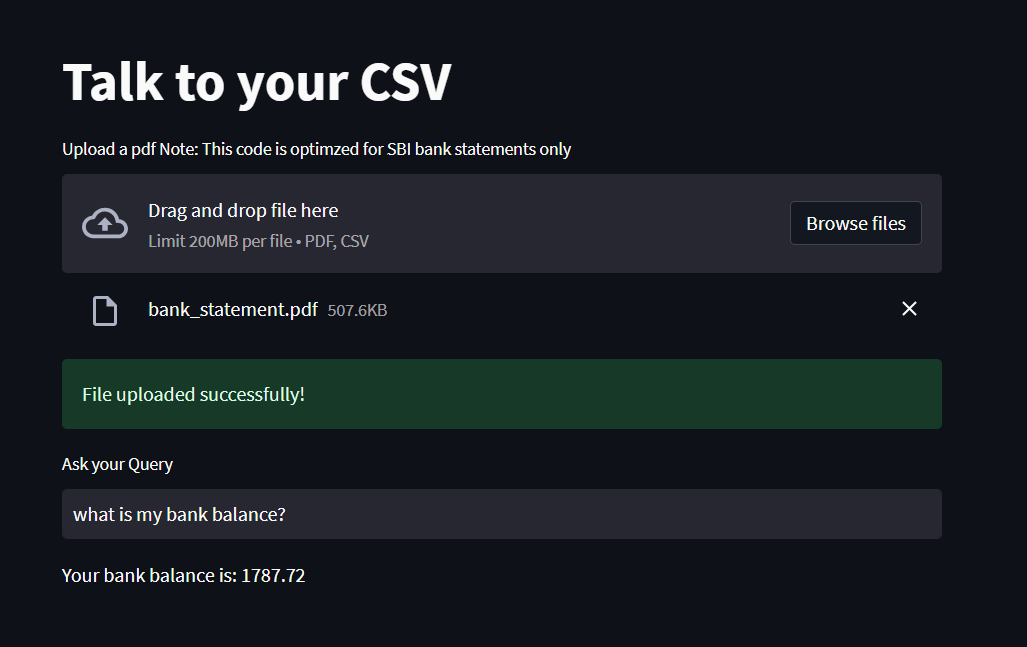 Talk to your CSV
Upload a pdf Note: This code is optimzed for SBI bank statements only
Drag and drop file here
Limit 200MB per file • PDF, CSV
Browse files
bank_statement.pdf 507.6KB
File uploaded successfully!
Ask your Query
what is my bank balance?
Your bank balance is: 1787.72